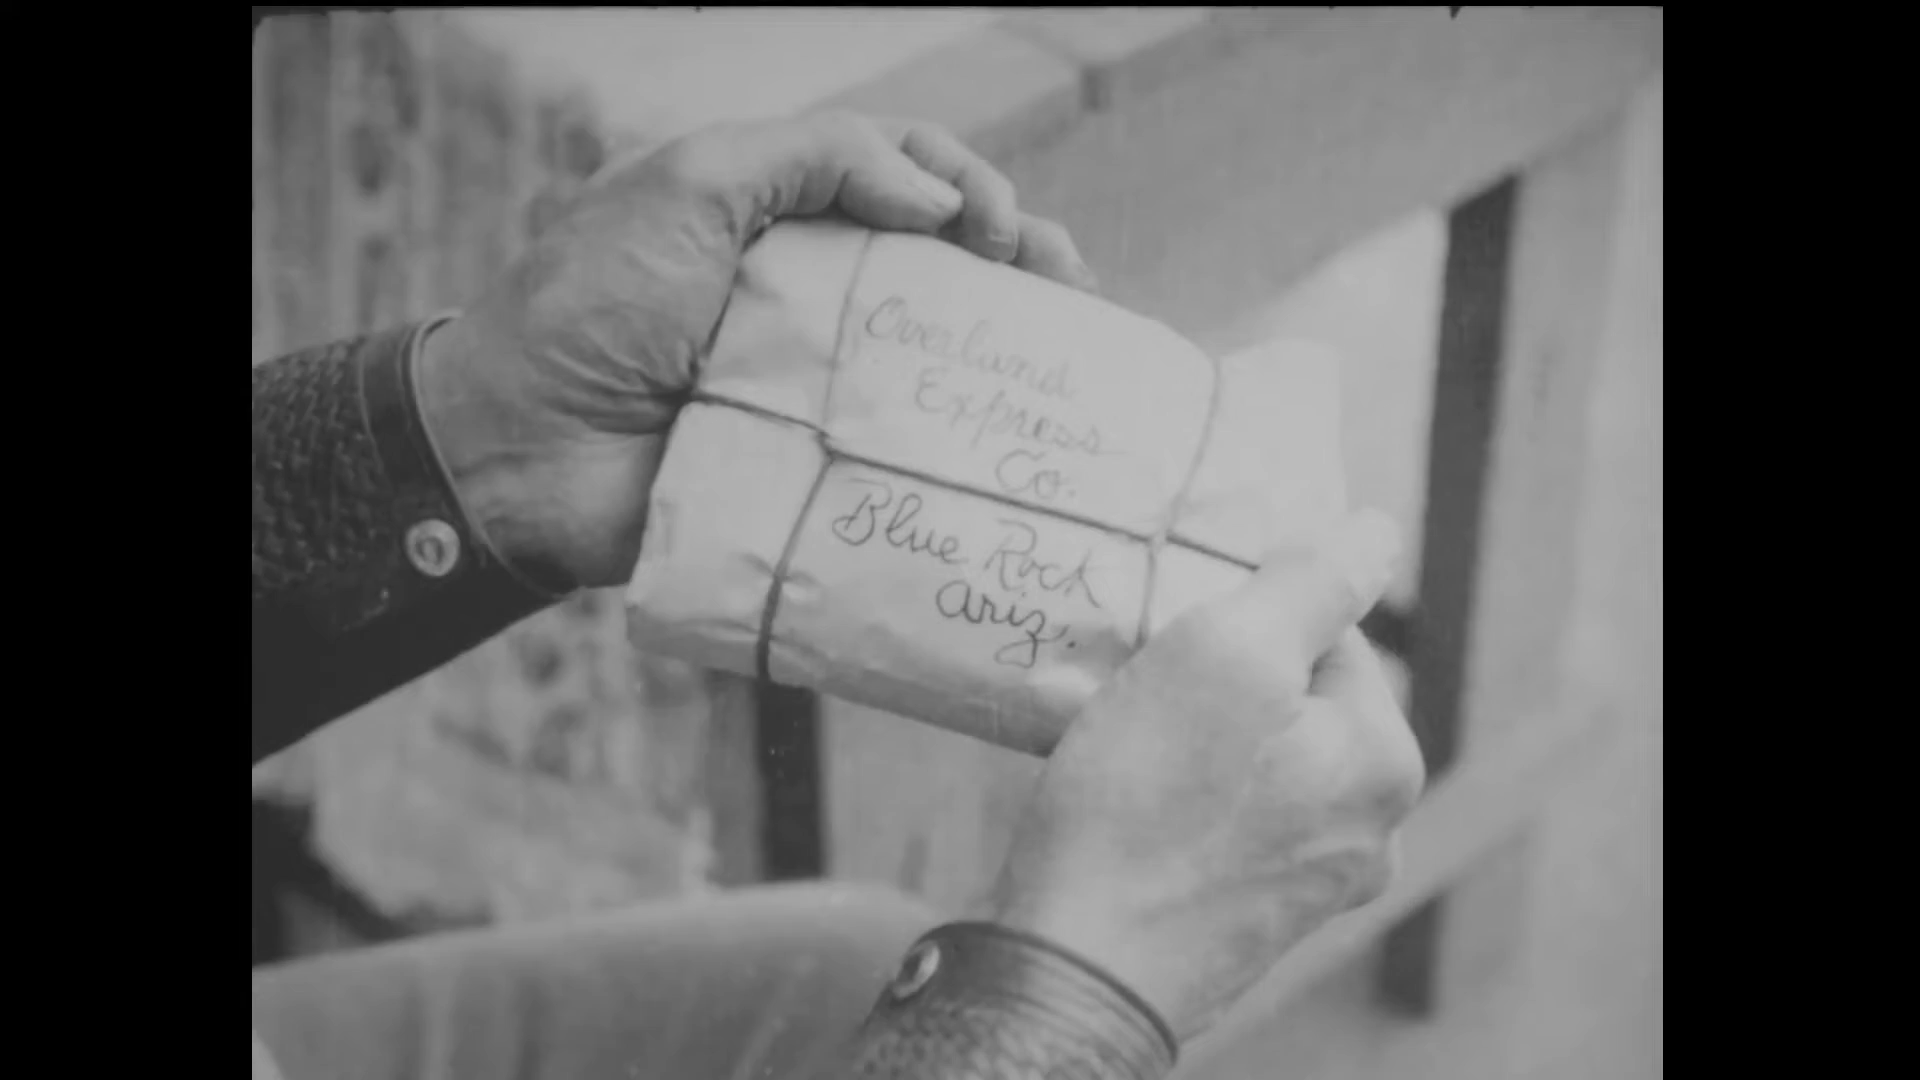 Overland
Express
Co.
Blue Rock
Ariz.